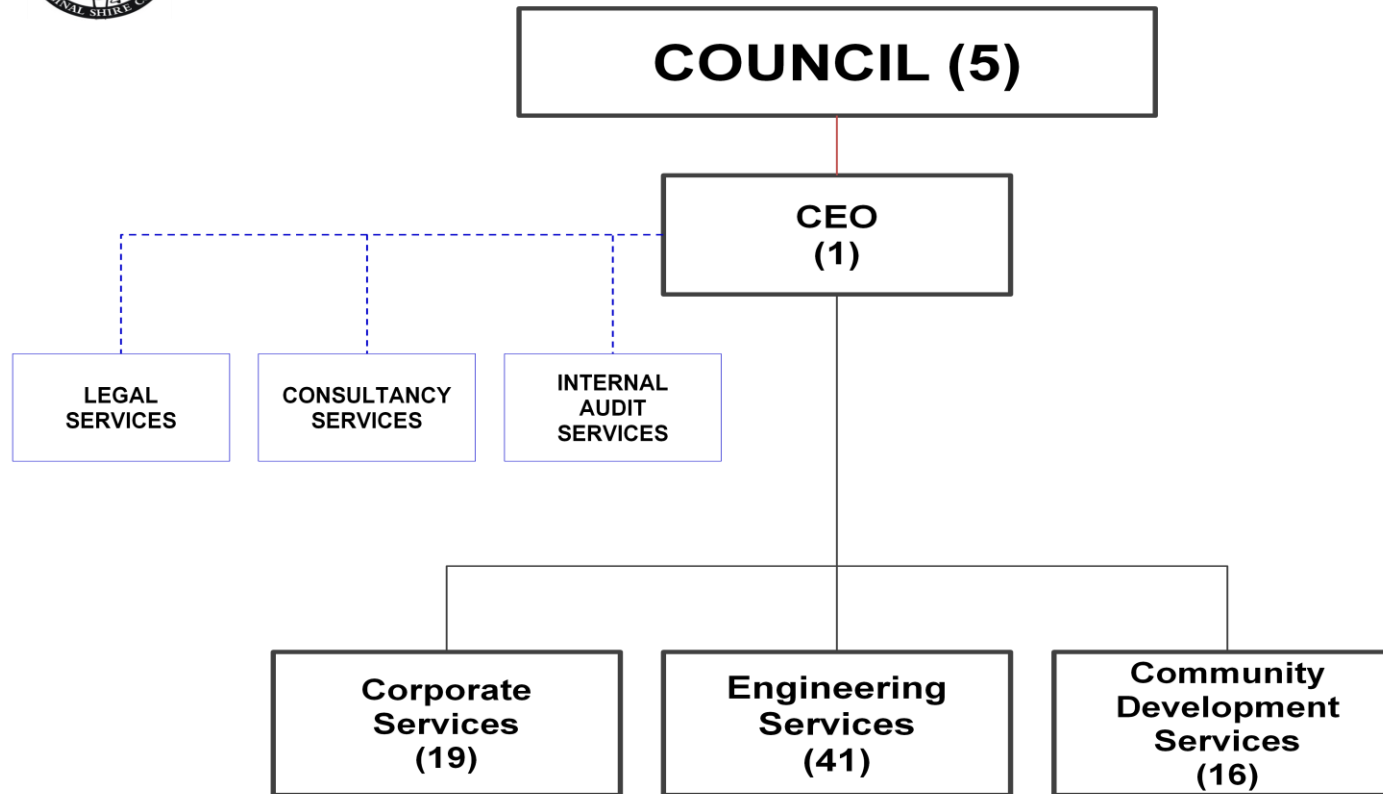 SHIRE
COUNCIL (5)
CEO
(1)
LEGAL
SERVICES
CONSULTANCY
SERVICES
INTERNAL
AUDIT
SERVICES
Corporate
Services
(19)
Engineering
Services
(41)
Community
Development
Services
(16)